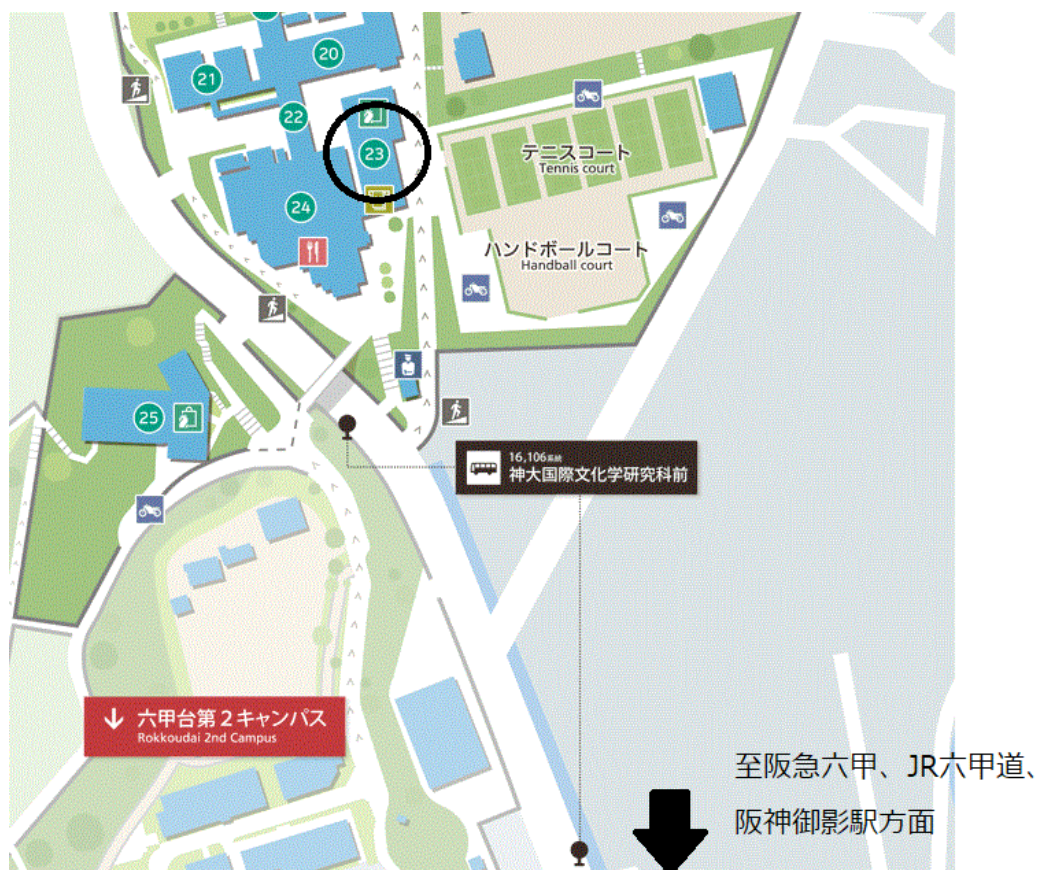 20
21
22
23
24
テニスコート
Tennis court
ハンドボールコート
Handball court
25
16,106系統
神大国際文化学研究科前
六甲台第2キャンパス
Rokkoudai 2nd Campus
至阪急六甲、JR六甲道、
阪神御影駅方面